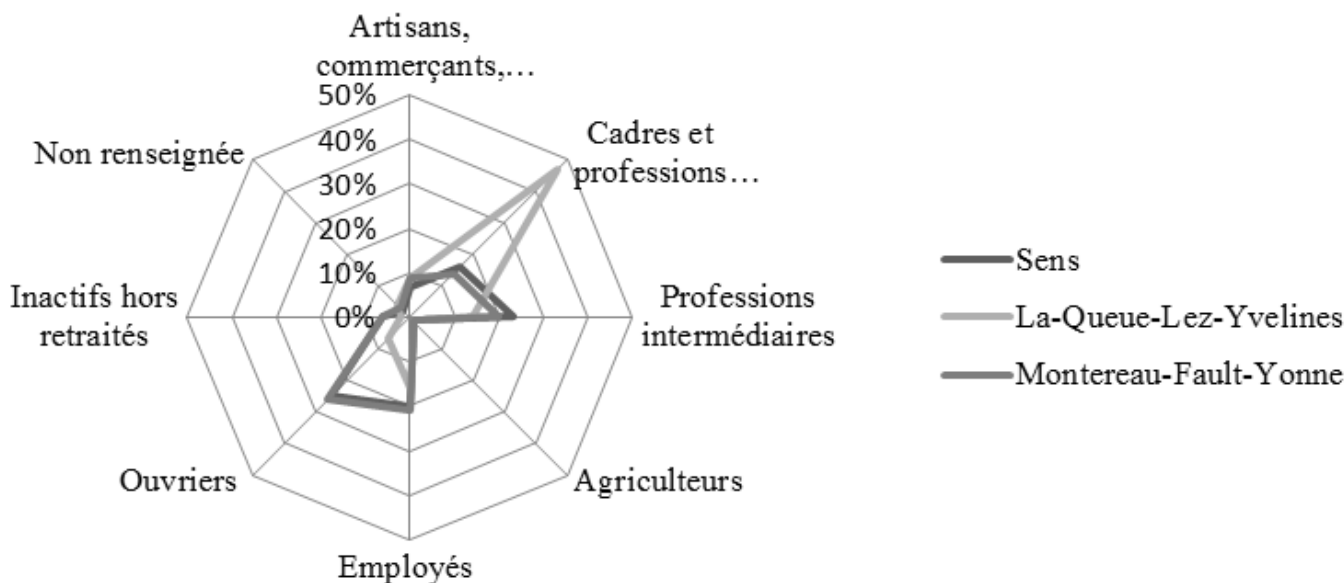 Artisans,
commerçants,…
50%
40%
30%
20%
10%
0%
Cadres et
professions…
Professions
intermédiaires
Agriculteurs
Employés
Ouvriers
Inactifs hors
retraités
Non renseignée
Sens
La-Queue-Lez-Yvelines
Montereau-Fault-Yonne